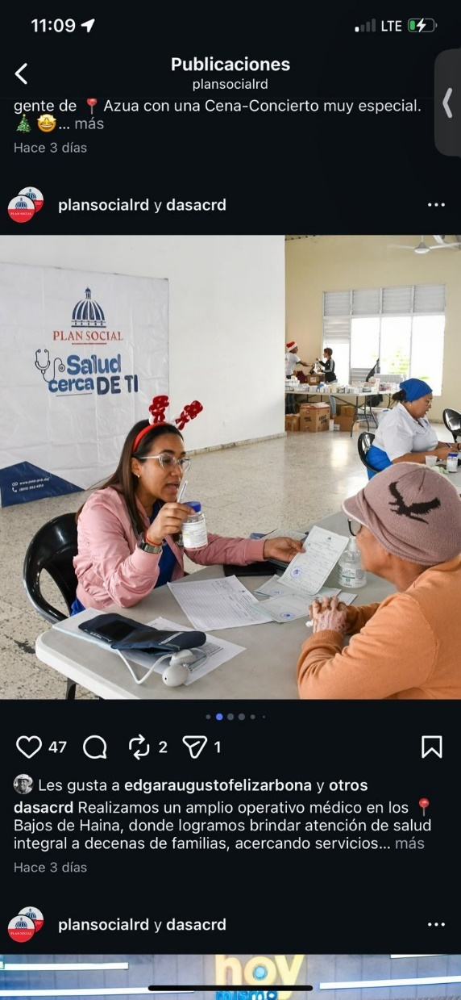 11:09
LTE
Publicaciones
plansocialrd
gente de 📍 Azua con una Cena-Concierto muy especial.
🎄 🤩... más
Hace 3 días
plansocialrd y dasacrd
PLAN SOCIAL
Salud
cerca DE TI
47
2
1
Les gusta a edgaraugustofelizarbona y otros
dasacrd Realizamos un amplio operativo médico en los 📍
Bajos de Haina, donde logramos brindar atención de salud
integral a decenas de familias, acercando servicios... más
Hace 3 días
plansocialrd y dasacrd
hoy
mismo